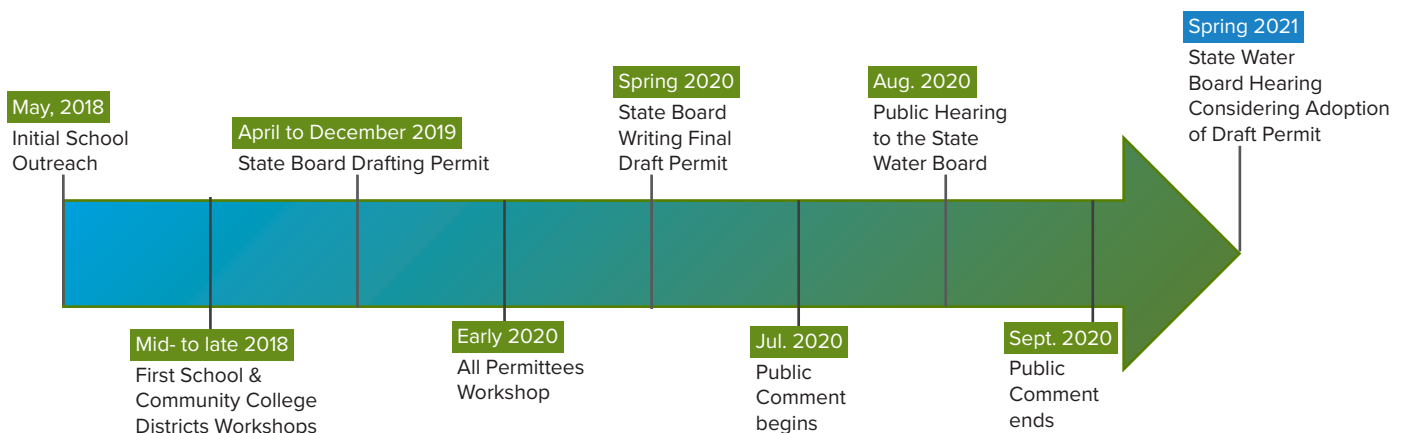 May, 2018
Initial School
Outreach
Mid- to late 2018
First School &
Community College
Districts Workshops
April to December 2019
State Board Drafting Permit
Early 2020
All Permittees
Workshop
Spring 2020
State Board
Writing Final
Draft Permit
Jul. 2020
Public
Comment
begins
Aug. 2020
Public Hearing
to the State
Water Board
Sept. 2020
Public
Comment
ends
Spring 2021
State Water
Board Hearing
Considering Adoption
of Draft Permit